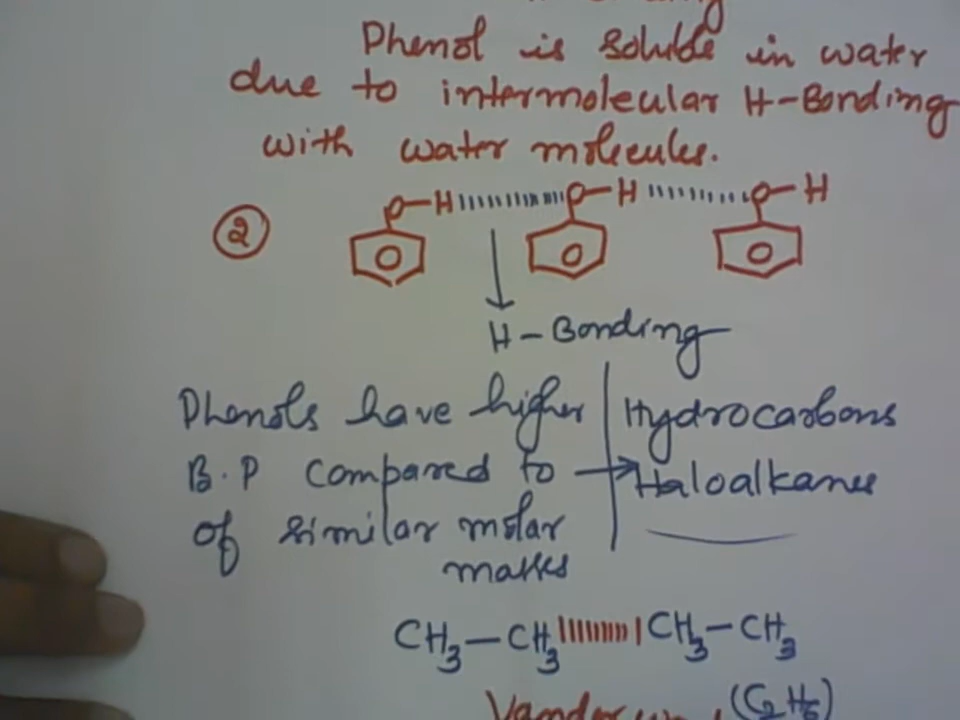 Phenol is soluble in water
due to intermolecular H-Bonding
with water molecules.
2
O-H O-H O-H
H-Bonding
Phenols have higher | Hydrocarbons
B.P compared to → Haloalkanes
of similar molar
masses
CH3-CH3 CH3-CH3
(C2H6)